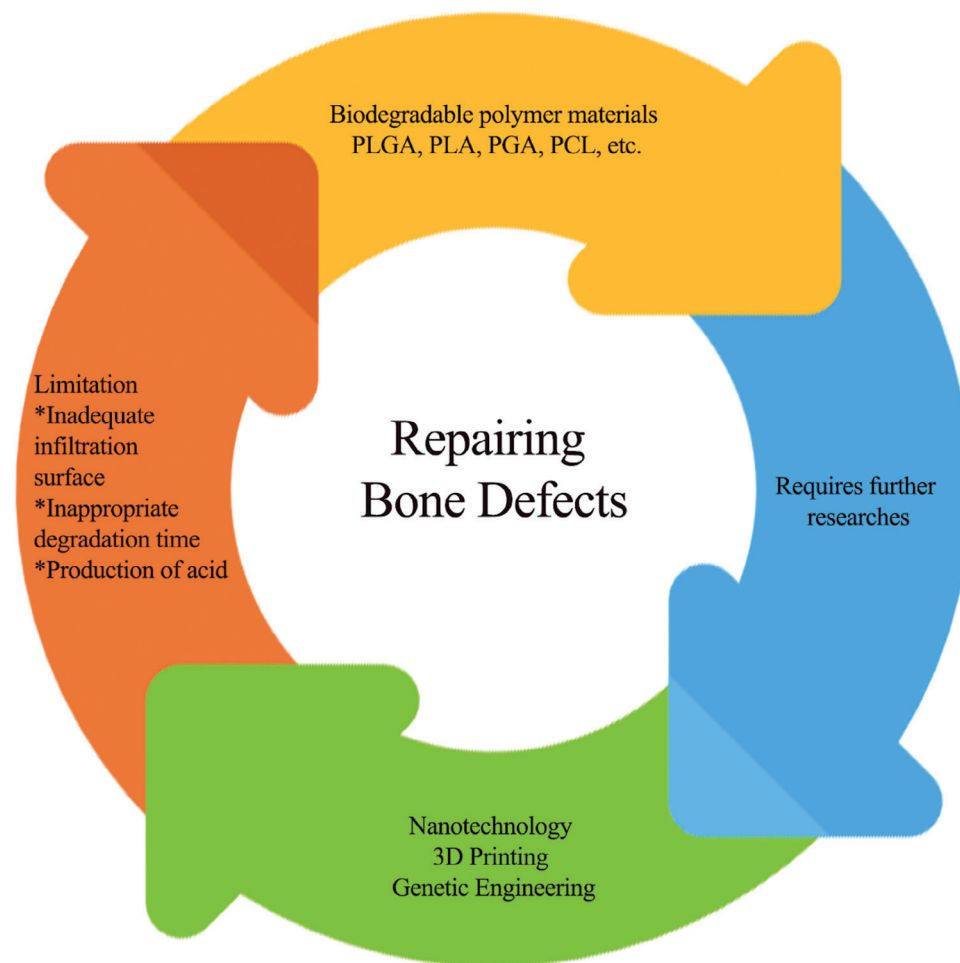 Biodegradable polymer materials
PLGA, PLA, PGA, PCL, etc.
Limitation
*Inadequate
infiltration
surface
*Inappropriate
degradation time
*Production of acid
Repairing
Bone Defects
Requires further
researches
Nanotechnology
3D Printing
Genetic Engineering